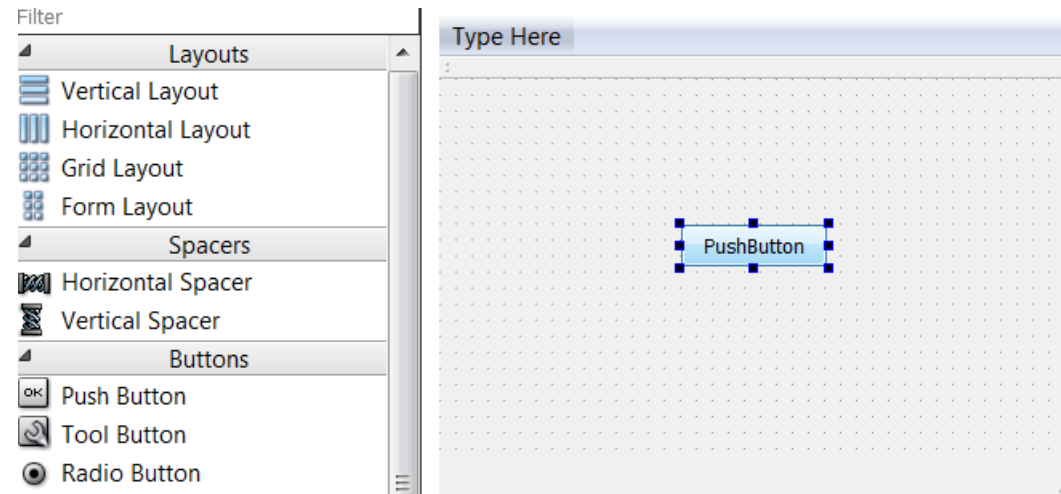 Filter
Layouts
Vertical Layout
Horizontal Layout
Grid Layout
Form Layout
Spacers
Horizontal Spacer
Vertical Spacer
Buttons
OK Push Button
Tool Button
Radio Button
Type Here
PushButton